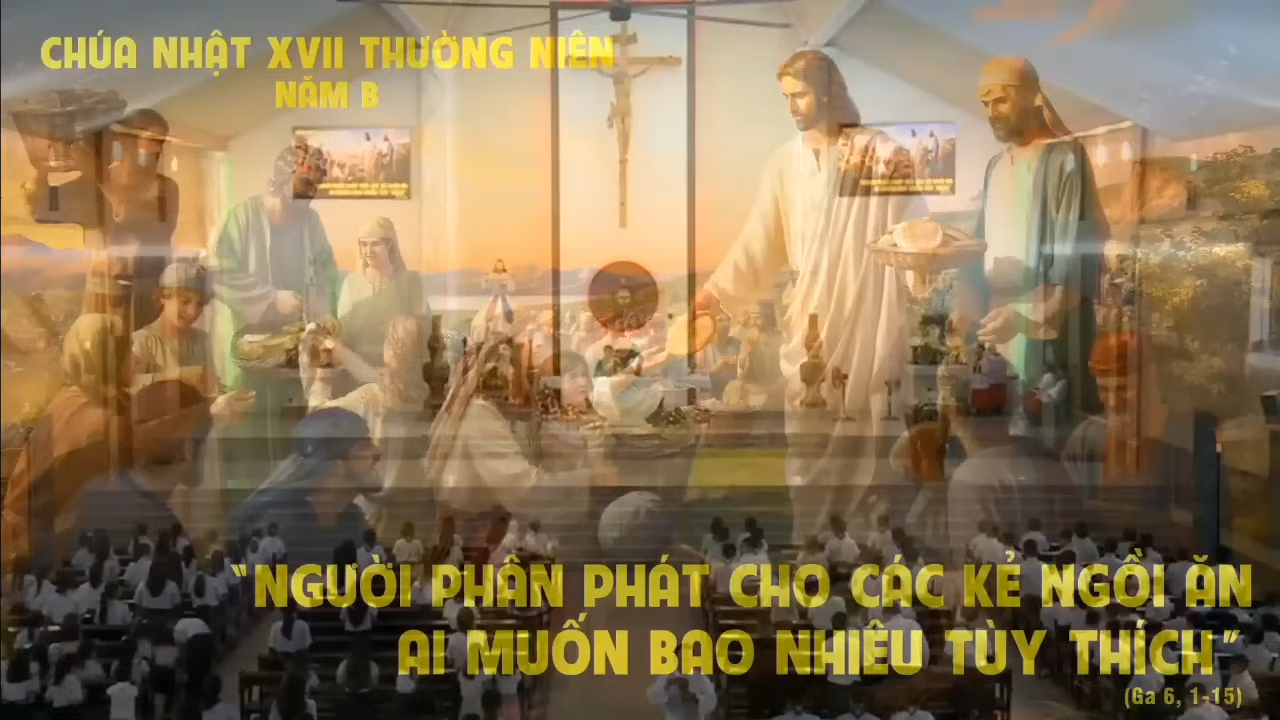 CHÚA NHẬT XVII THƯỜNG NIÊN
NĂM B
“NGƯỜI PHÂN PHÁT CHO CÁC KẺ NGỒI ĂN
AI MUỐN BAO NHIÊU TÙY THÍCH”
(Ga 6, 1-15)